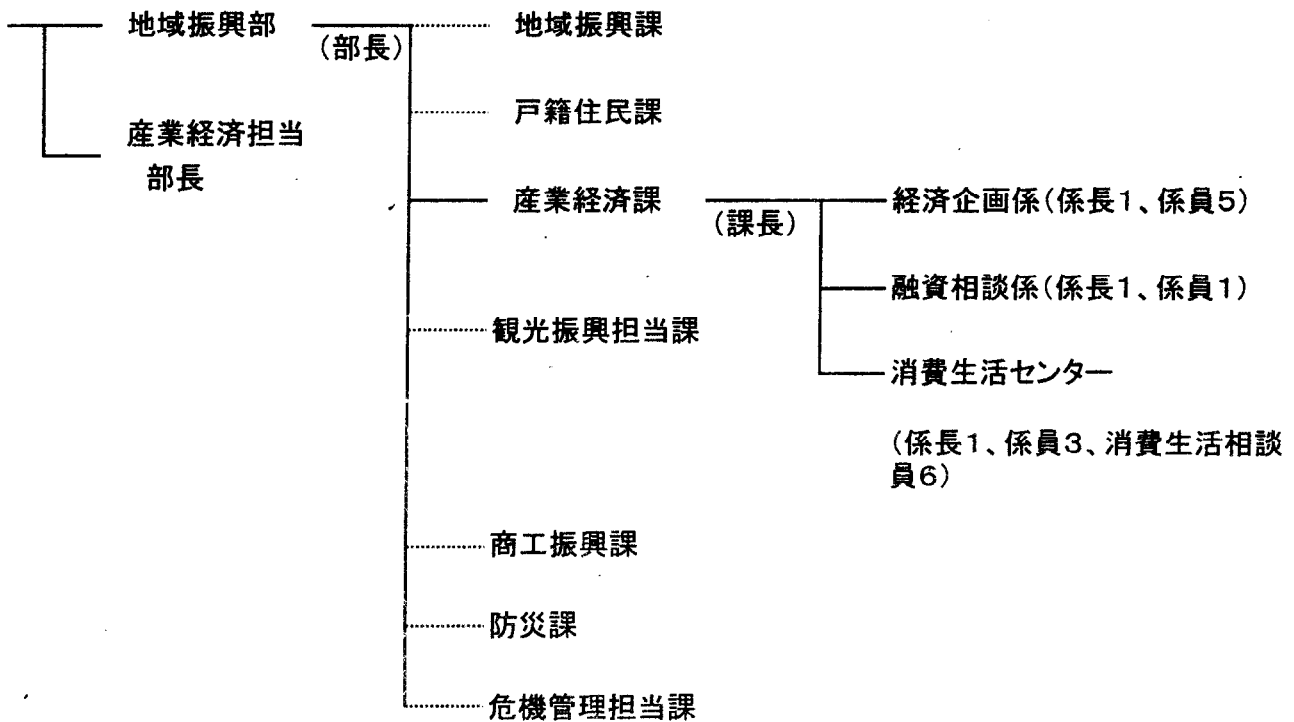 地域振興部
(部長)
地域振興課
戸籍住民課
産業経済担当
部長
産業経済課
(課長)
経済企画係(係長1、係員5)
融資相談係(係長1、係員1)
観光振興担当課
消費生活センター
(係長1、係員3、消費生活相談
員6)
商工振興課
防災課
危機管理担当課